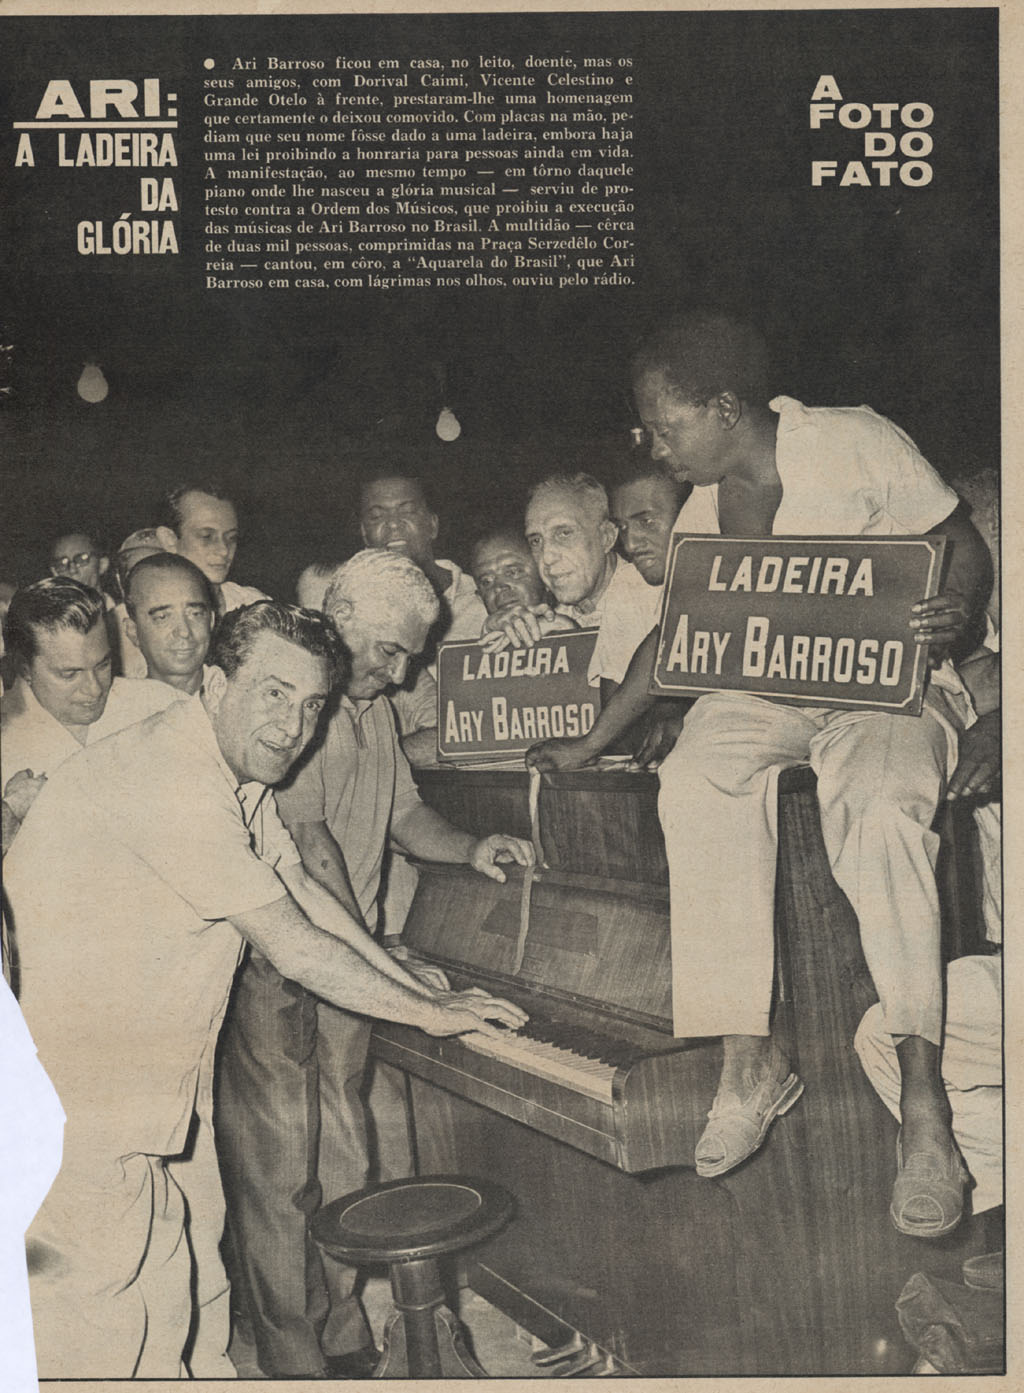 ARI:
A LADEIRA
DA
GLÓRIA
● Ari Barroso ficou em casa, no leito, doente, mas os
seus amigos, com Dorival Caími, Vicente Celestino e
Grande Otelo à frente, prestaram-lhe uma homenagem
que certamente o deixou comovido. Com placas na mão, pe-
diam que seu nome fôsse dado a uma ladeira, embora haja
uma lei proibindo a honraria para pessoas ainda em vida.
A manifestação, ao mesmo tempo — em tôrno daquele
piano onde lhe nasceu a glória musical — serviu de pro-
testo contra a Ordem dos Músicos, que proibiu a execução
das músicas de Ari Barroso no Brasil. A multidão — cêrca
de duas mil pessoas, comprimidas na Praça Serzedêlo Cor-
reia — cantou, em côro, a "Aquarela do Brasil", que Ari
Barroso em casa, com lágrimas nos olhos, ouviu pelo rádio.
A
FOTO
DO
FATO
LADEIRA
ARY BARROSO
LADEIRA
ARY BARROSO